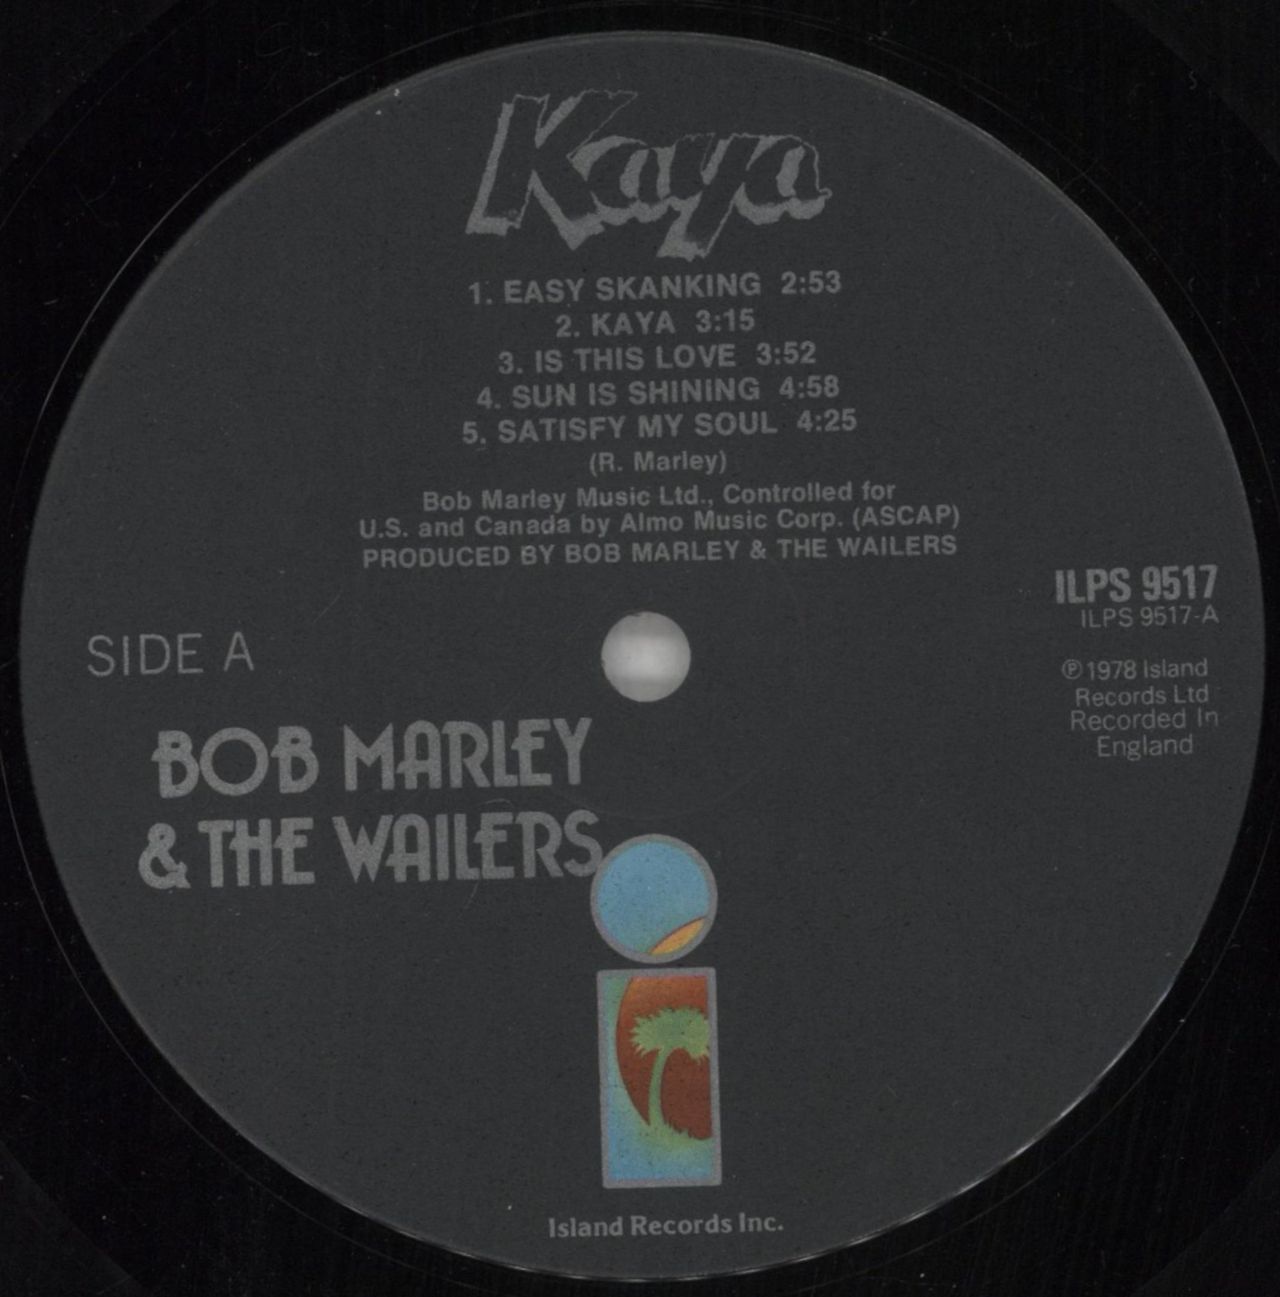 Kaya
1. EASY SKANKING 2:53
2. KAYA 3:15
3. IS THIS LOVE 3:52
4. SUN IS SHINING 4:58
5. SATISFY MY SOUL 4:25
(R. Marley)
Bob Marley Music Ltd., Controlled for
U.S. and Canada by Almo Music Corp. (ASCAP)
PRODUCED BY BOB MARLEY & THE WAILERS
ILPS 9517
ILPS 9517-A
SIDE A
℗ 1978 Island
Records Ltd
Recorded In
England
BOB MARLEY
& THE WAILERS
Island Records Inc.